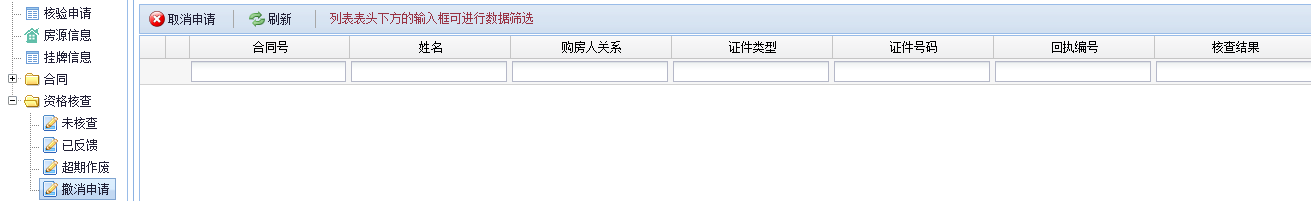 核验申请
房源信息
挂牌信息
合同
资格核查
未核查
已反馈
超期作废
撤消申请
取消申请 刷新 列表表头下方的输入框可进行数据筛选
合同号 姓名 购房人关系 证件类型 证件号码 回执编号 核查结果